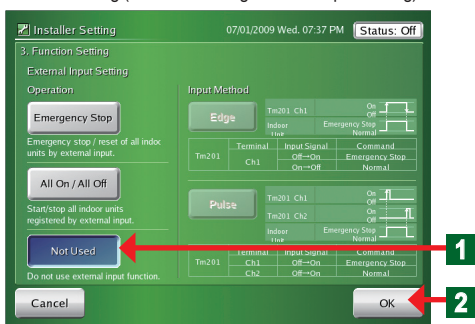 Installer Setting
07/01/2009 Wed. 07:37 PM
Status: Off
3. Function Setting
External Input Setting
Operation
Input Method
Emergency Stop
Emergency stop / reset of all indoor
units by external input.
Edge
Tm201 Ch1
On
Off
Indoor
Unit
Emergency Stop
Normal
Terminal Input Signal Command
Tm201
Ch1
Off→On Emergency Stop
On→Off Normal
All On / All Off
Start/stop all indoor units
registered by external input.
Pulse
Tm201 Ch1
On
Off
Tm201 Ch2
On
Off
Indoor
Unit
Emergency Stop
Normal
Not Used
Do not use external input function.
Terminal Input Signal Command
Tm201
Ch1 Off→On Emergency Stop
Ch2 Off→On Normal
1
Cancel
OK
2